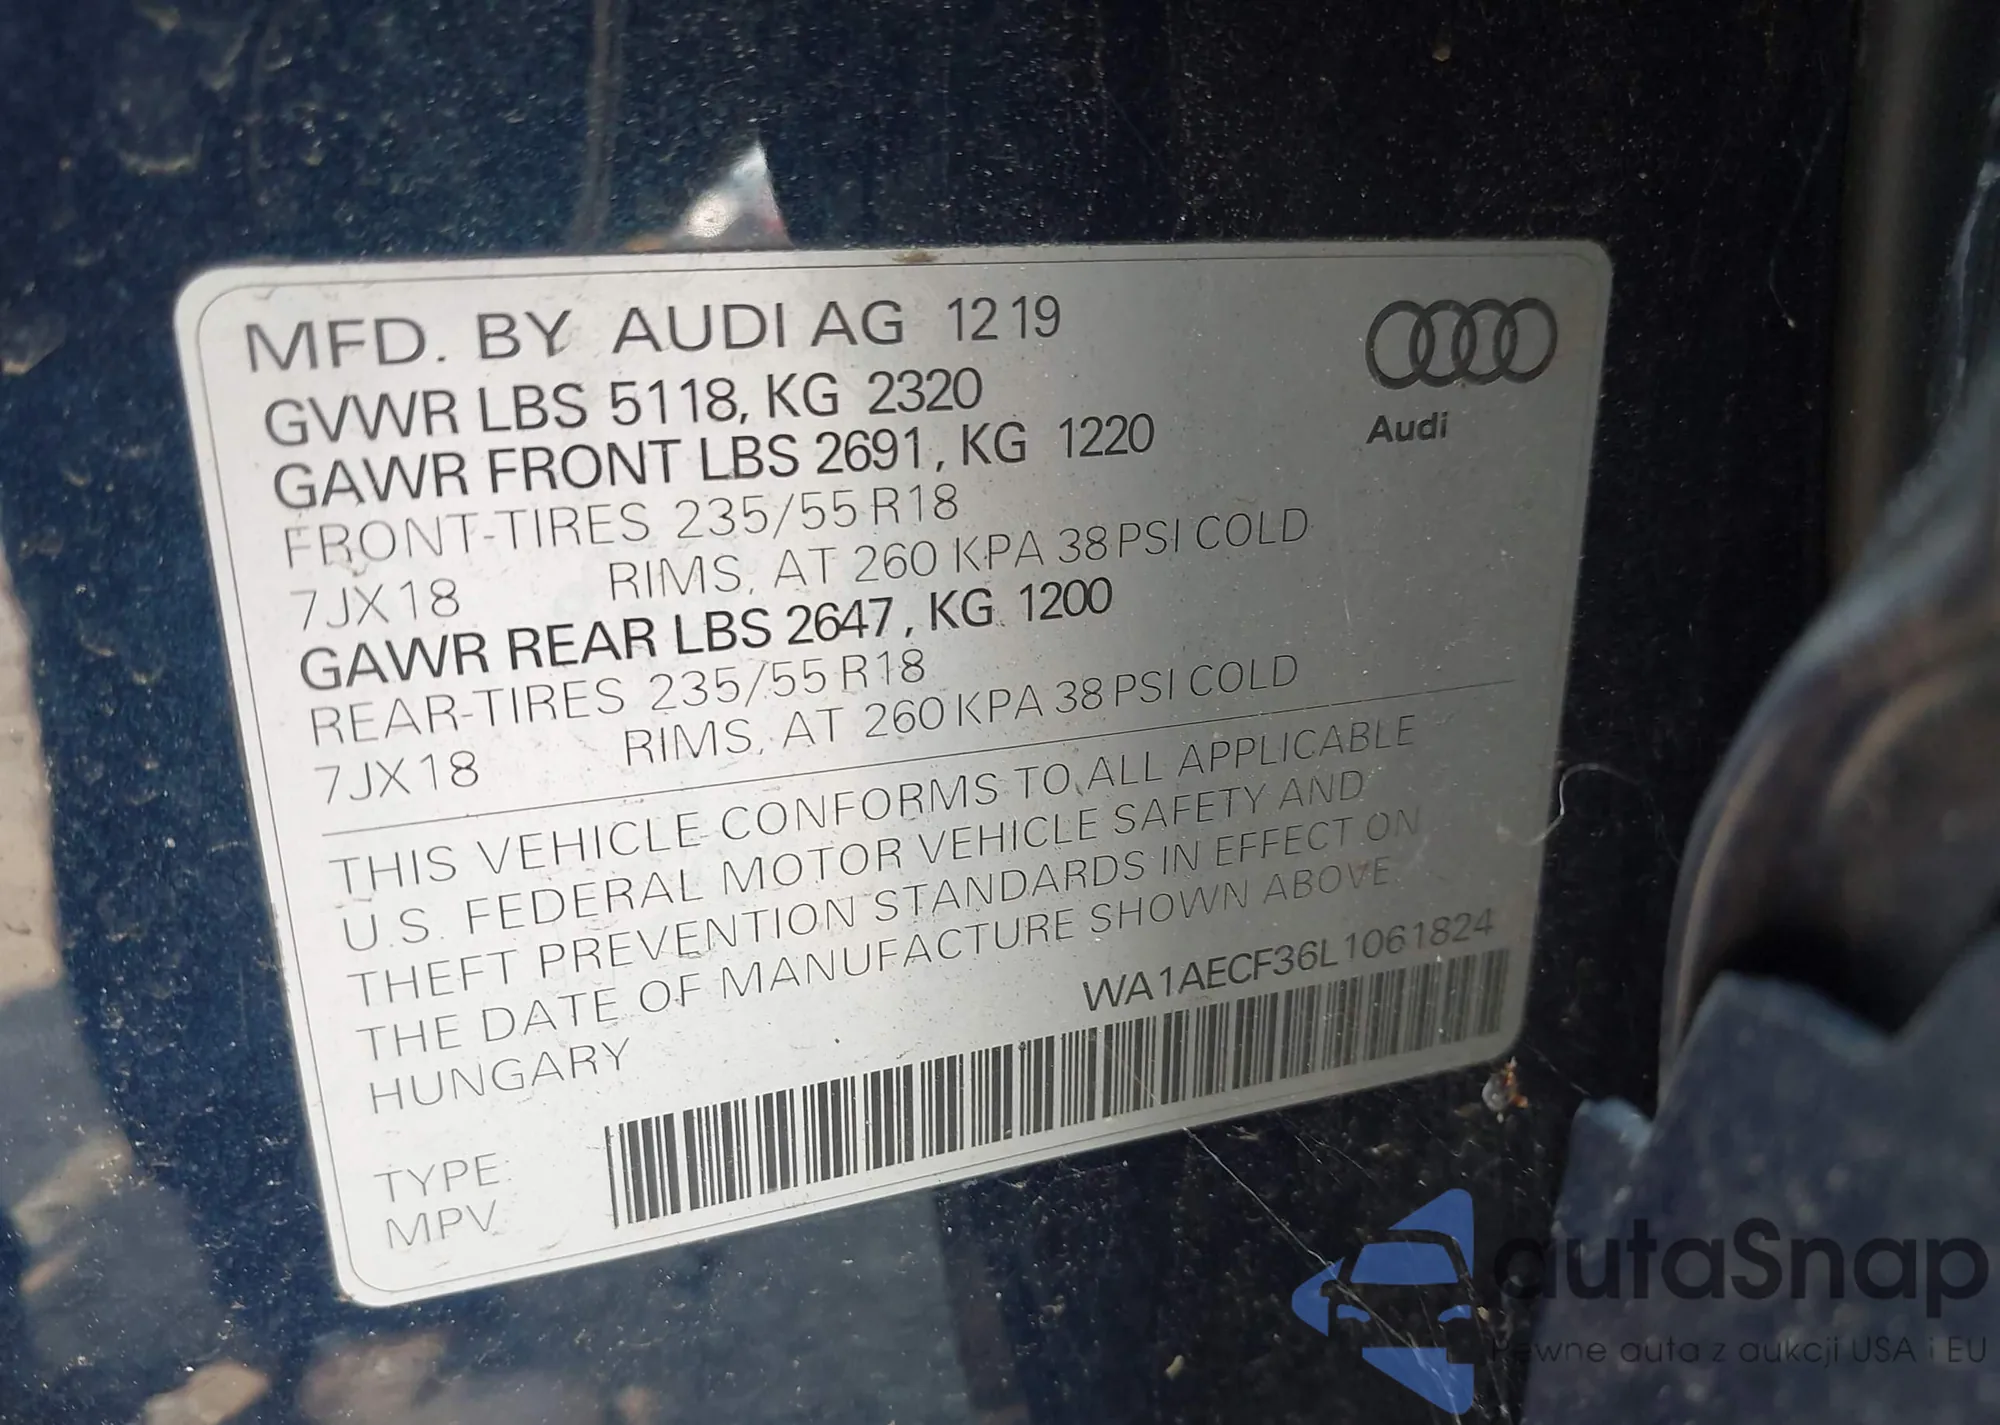 MFD. BY AUDI AG 12 19
GVWR LBS 5118, KG 2320
GAWR FRONT LBS 2691, KG 1220
FRONT-TIRES 235/55 R18
7JX18 RIMS, AT 260 KPA 38 PSI COLD
GAWR REAR LBS 2647, KG 1200
REAR-TIRES 235/55 R18
7JX18 RIMS, AT 260 KPA 38 PSI COLD
THIS VEHICLE CONFORMS TO ALL APPLICABLE
U.S. FEDERAL MOTOR VEHICLE SAFETY AND
THEFT PREVENTION STANDARDS IN EFFECT ON
THE DATE OF MANUFACTURE SHOWN ABOVE.
HUNGARY
WA1AECF36L1061824
TYPE:
MPV
Audi
autaSnap
Pewne auta z aukcji USA i EU